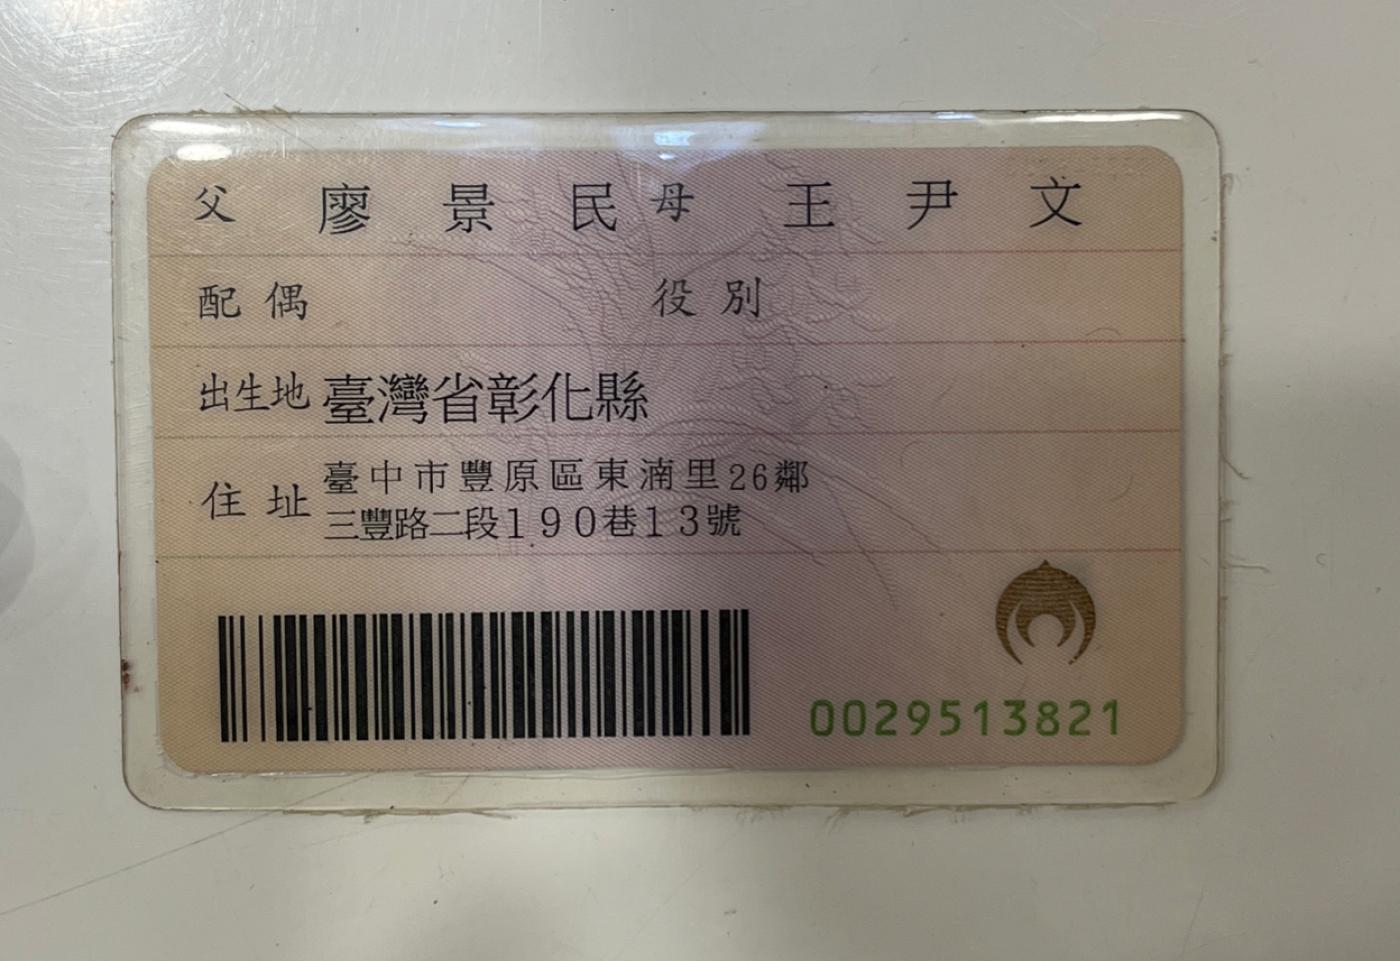 父 廖景民 母 王尹文
配偶 役別
出生地 臺灣省彰化縣
住址 臺中市豐原區東湳里26鄰
三豐路二段190巷13號
0029513821